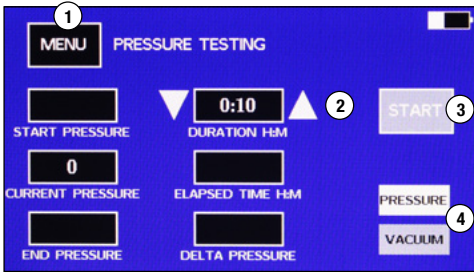 1
MENU PRESSURE TESTING
0:10 2
START 3
START PRESSURE DURATION H:M
0
CURRENT PRESSURE ELAPSED TIME H:M
PRESSURE
4
VACUUM
END PRESSURE DELTA PRESSURE